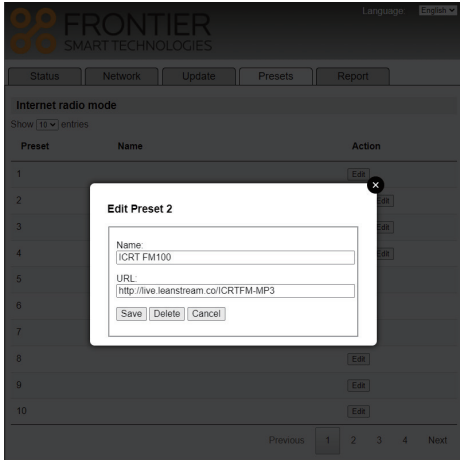 FRONTIER
SMART TECHNOLOGIES
Language: English
Status Network Update Presets Report
Internet radio mode
Show 10 entries
Preset Name Action
1 Edit
2 Edit
3 Edit
4 Edit
5
6
7
8 Edit
9 Edit
10 Edit
Edit Preset 2
Name:
ICRT FM100
URL:
http://live.leanstream.co/ICRTFM-MP3
Save Delete Cancel
Previous 1 2 3 4 Next